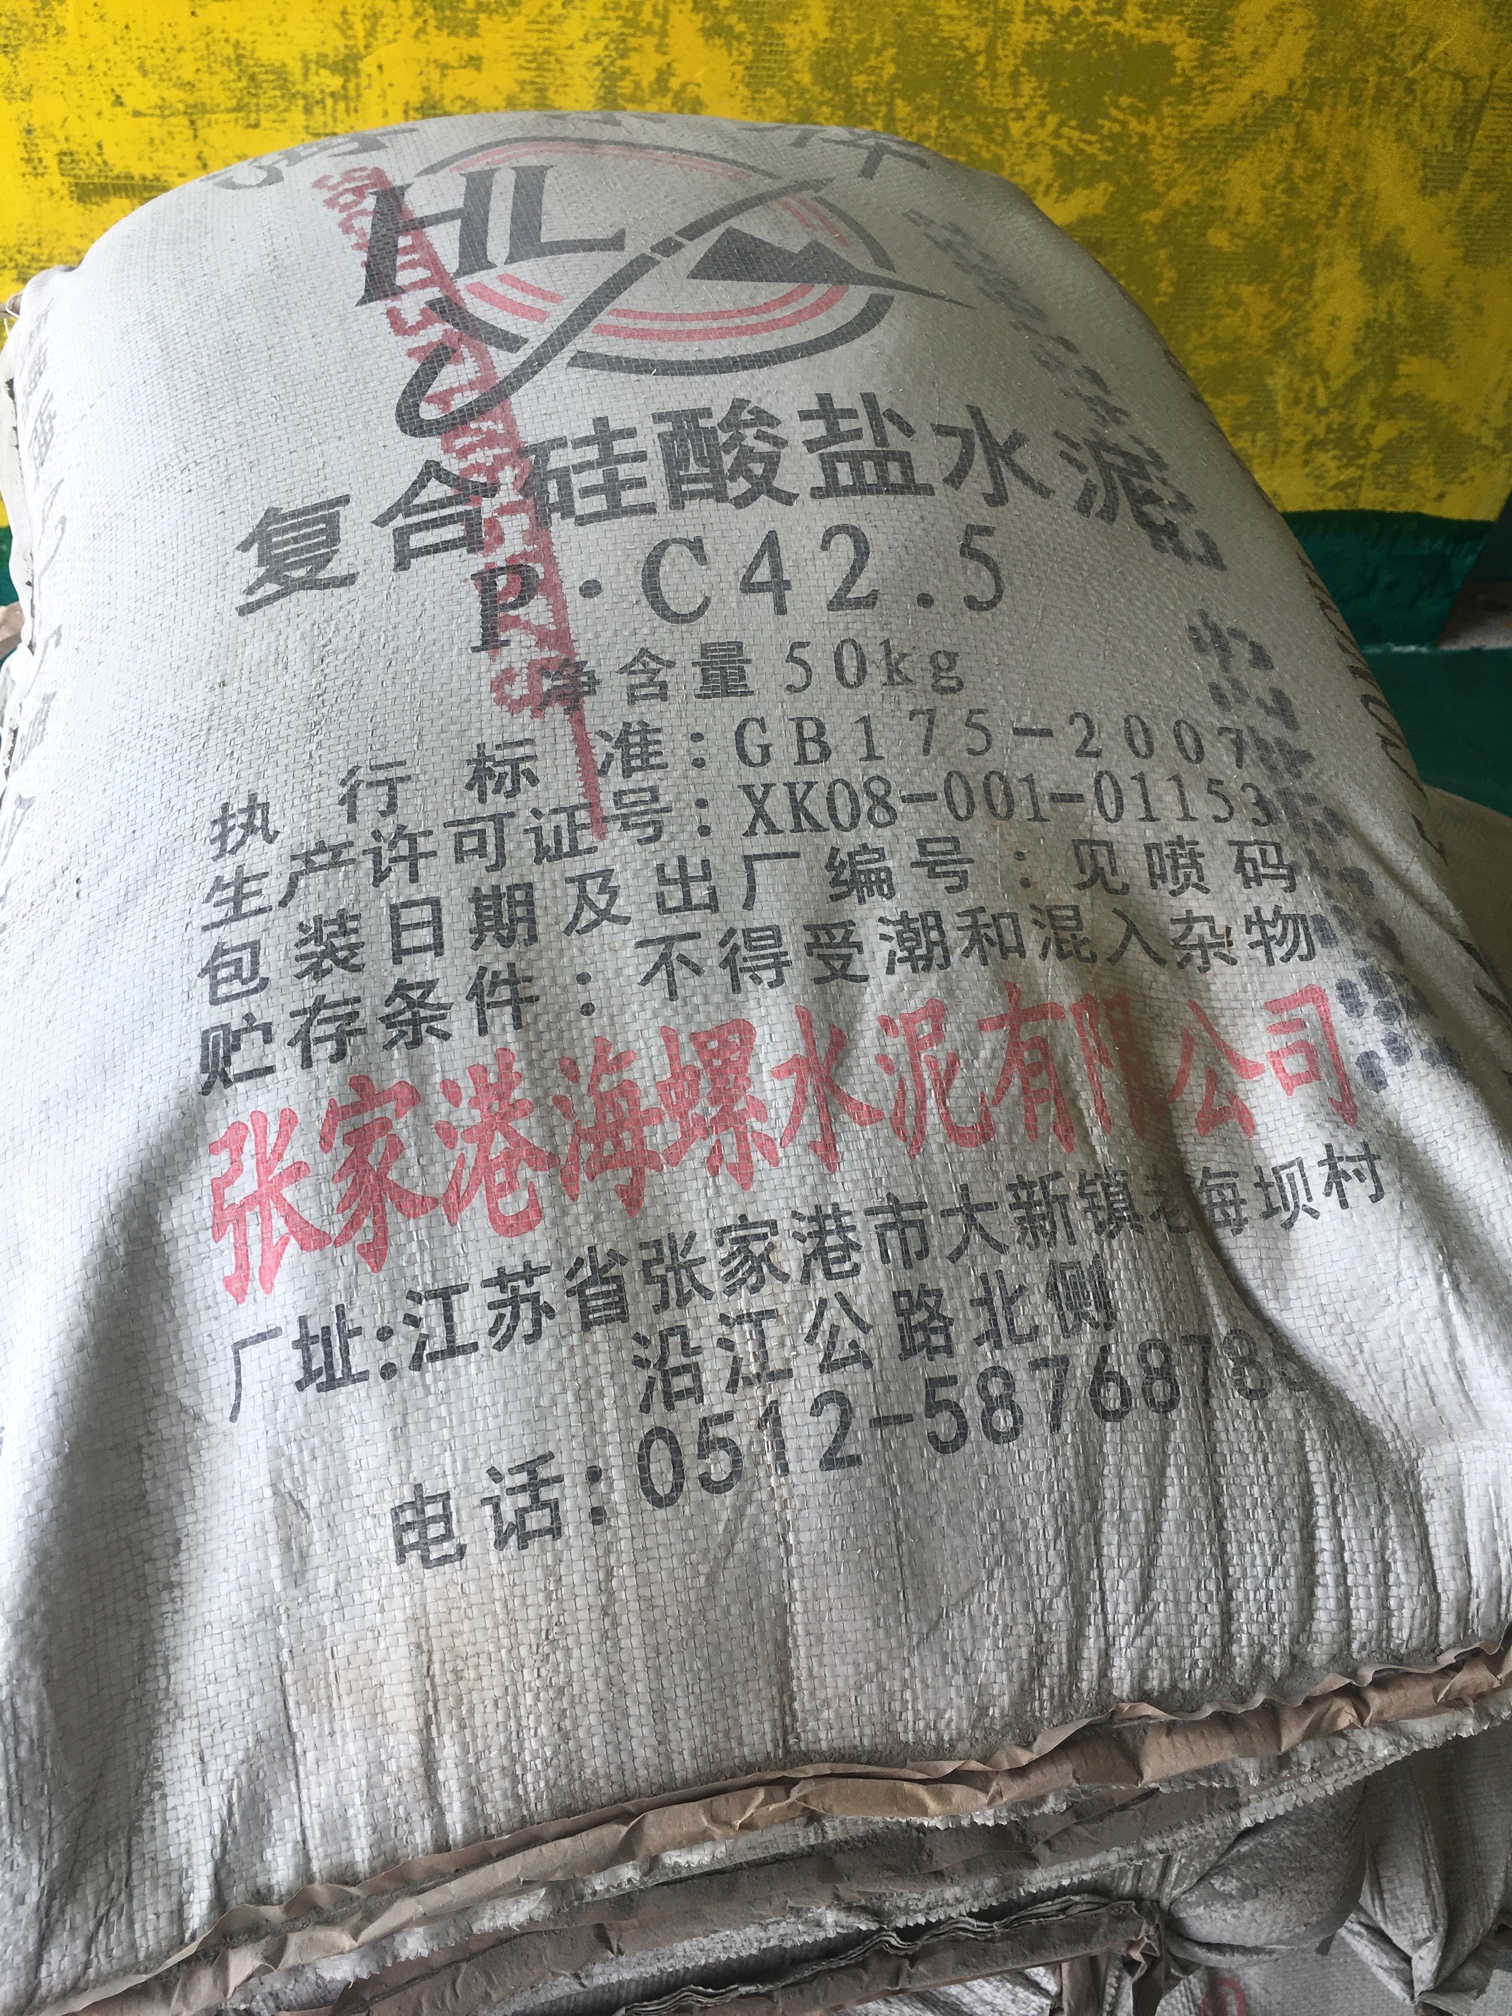 HL
复合硅酸盐水泥
P·C42.5
净含量50kg
执行标准:GB175-2007
生产许可证号:XK08-001-01153
包装日期及出厂编号:见喷码
贮存条件:不得受潮和混入杂物
张家港海螺水泥有限公司
厂址:江苏省张家港市大新镇老海坝村
沿江公路北侧
电话:0512-5876878